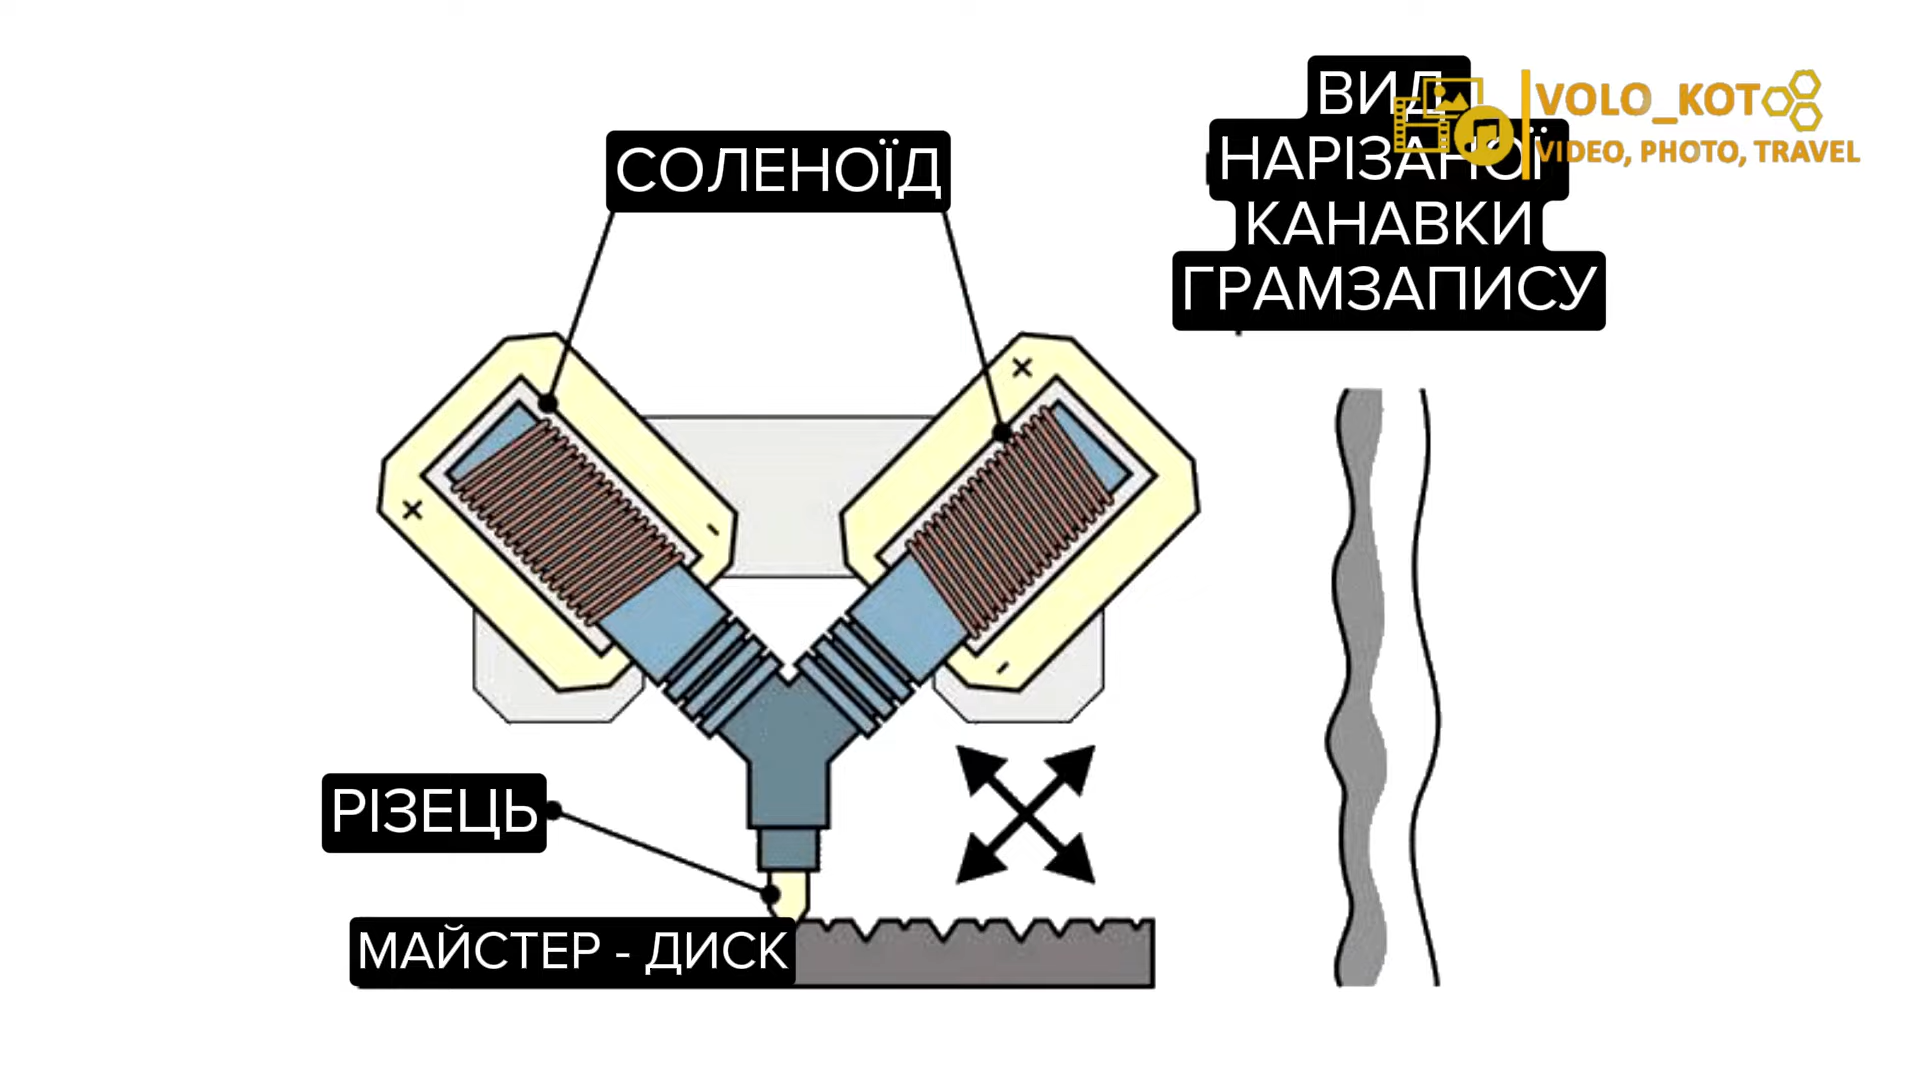 СОЛЕНОЇД
ВИД
НАРІЗАНОЇ
КАНАВКИ
ГРАМЗАПИСУ
VOLO_KOT
VIDEO, PHOTO, TRAVEL
+
-
+
-
РІЗЕЦЬ
МАЙСТЕР - ДИСК